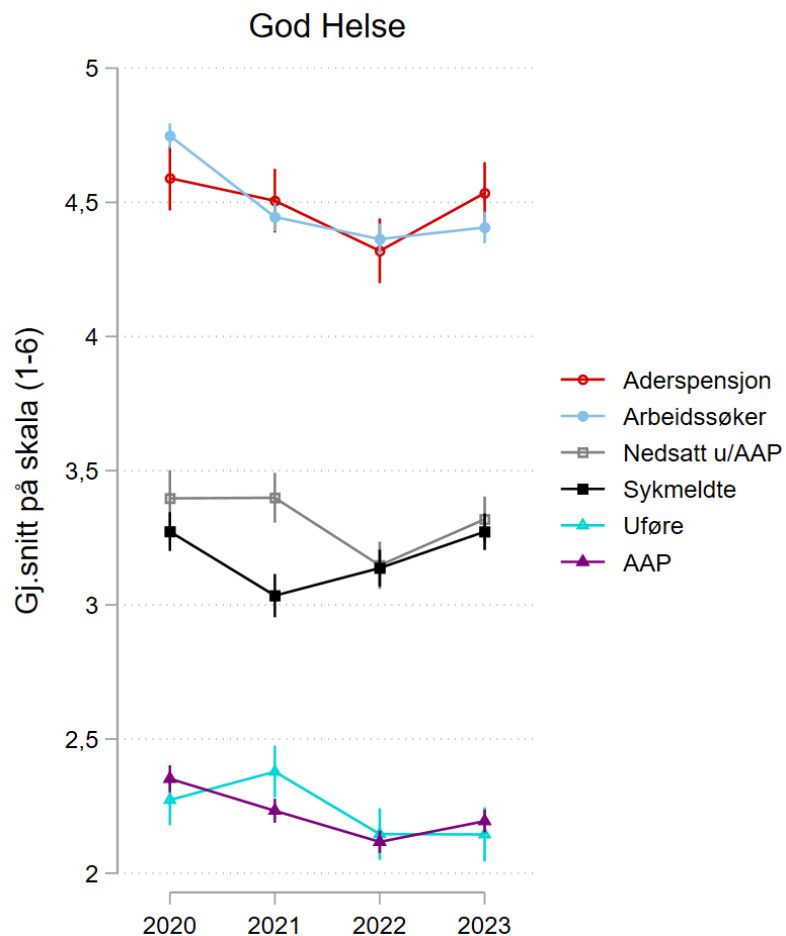 God Helse
Gj.snitt på skala (1-6)
5
4,5
4
3,5
3
2,5
2
2020 2021 2022 2023
Aderspensjon
Arbeidssøker
Nedsatt u/AAP
Sykmeldte
Uføre
AAP